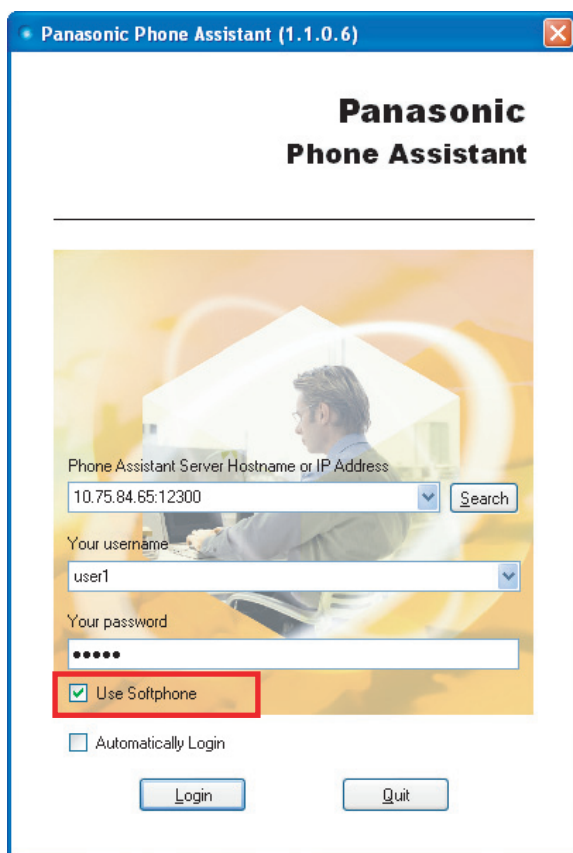 Panasonic Phone Assistant (1.1.0.6)
Panasonic
Phone Assistant
Phone Assistant Server Hostname or IP Address
10.75.84.65:12300
Search
Your username
user1
Your password
•••••
Use Softphone
Automatically Login
Login
Quit